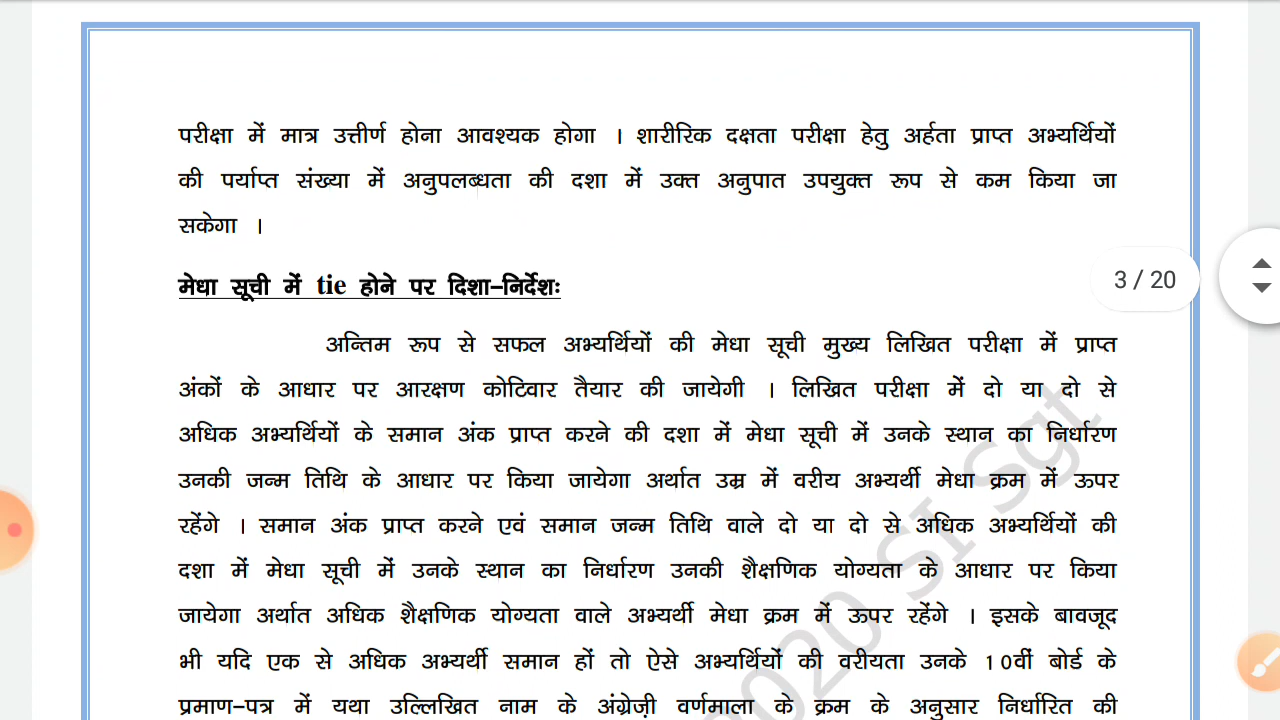 परीक्षा में मात्र उत्तीर्ण होना आवश्यक होगा । शारीरिक दक्षता परीक्षा हेतु अर्हता प्राप्त अभ्यर्थियों
की पर्याप्त संख्या में अनुपलब्धता की दशा में उक्त अनुपात उपयुक्त रूप से कम किया जा
सकेगा ।
मेधा सूची में tie होने पर दिशा-निर्देशः
3 / 20
अन्तिम रूप से सफल अभ्यर्थियों की मेधा सूची मुख्य लिखित परीक्षा में प्राप्त
अंकों के आधार पर आरक्षण कोटिवार तैयार की जायेगी । लिखित परीक्षा में दो या दो से
अधिक अभ्यर्थियों के समान अंक प्राप्त करने की दशा में मेधा सूची में उनके स्थान का निर्धारण
उनकी जन्म तिथि के आधार पर किया जायेगा अर्थात उम्र में वरीय अभ्यर्थी मेधा क्रम में ऊपर
रहेंगे । समान अंक प्राप्त करने एवं समान जन्म तिथि वाले दो या दो से अधिक अभ्यर्थियों की
दशा में मेधा सूची में उनके स्थान का निर्धारण उनकी शैक्षणिक योग्यता के आधार पर किया
जायेगा अर्थात अधिक शैक्षणिक योग्यता वाले अभ्यर्थी मेधा क्रम में ऊपर रहेंगे । इसके बावजूद
भी यदि एक से अधिक अभ्यर्थी समान हों तो ऐसे अभ्यर्थियों की वरीयता उनके 10वीं बोर्ड के
प्रमाण-पत्र में यथा उल्लिखित नाम के अंग्रेज़ी वर्णमाला के क्रम के अनुसार निर्धारित की
2020 SI Sgt